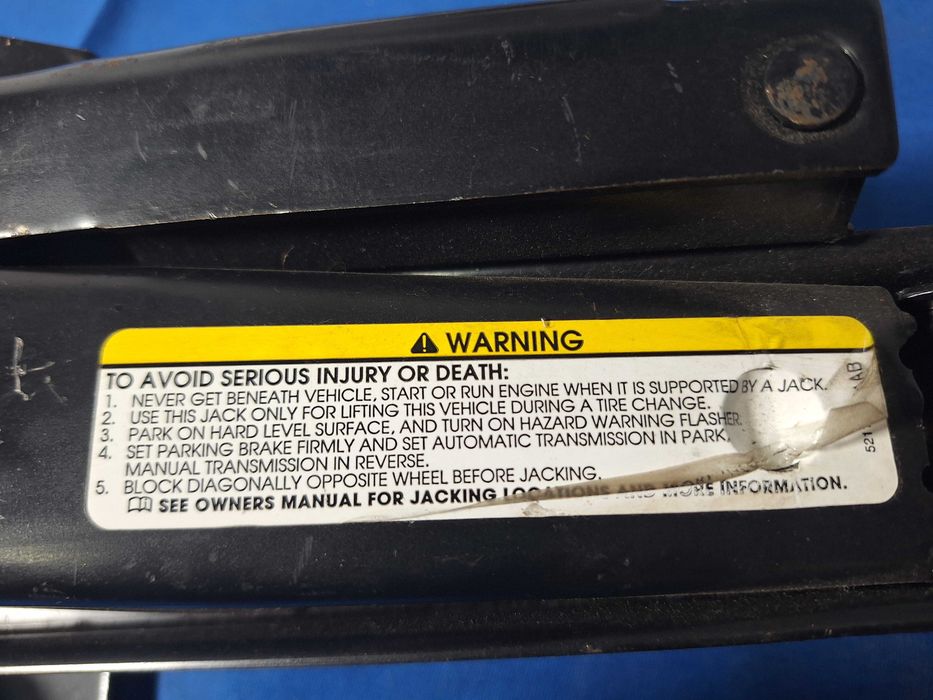 WARNING
TO AVOID SERIOUS INJURY OR DEATH:
1. NEVER GET BENEATH VEHICLE, START OR RUN ENGINE WHEN IT IS SUPPORTED BY A JACK.
2. USE THIS JACK ONLY FOR LIFTING THIS VEHICLE DURING A TIRE CHANGE.
3. PARK ON HARD LEVEL SURFACE, AND TURN ON HAZARD WARNING FLASHER.
4. SET PARKING BRAKE FIRMLY AND SET AUTOMATIC TRANSMISSION IN PARK,
MANUAL TRANSMISSION IN REVERSE.
5. BLOCK DIAGONALLY OPPOSITE WHEEL BEFORE JACKING.
SEE OWNERS MANUAL FOR JACKING LOCATIONS AND MORE INFORMATION.